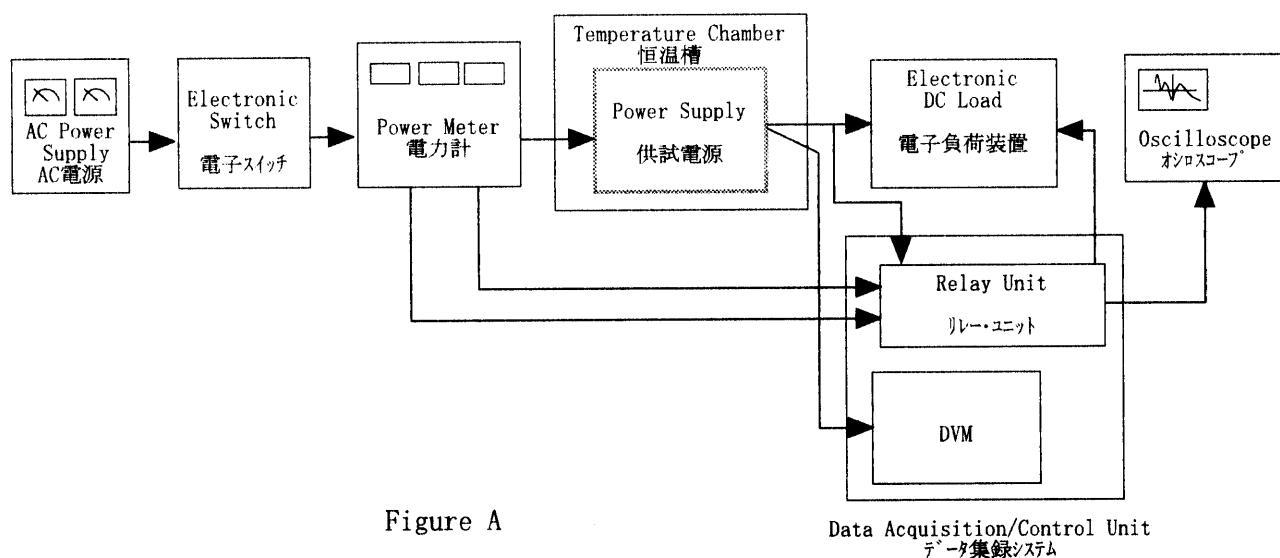 AC Power
Supply
AC電源
Electronic
Switch
電子スイッチ
Power Meter
電力計
Temperature Chamber
恒温槽
Power Supply
供試電源
Electronic
DC Load
電子負荷装置
Oscilloscope
オシロスコープ
Relay Unit
リレー・ユニット
DVM
Figure A
Data Acquisition/Control Unit
データ集録システム